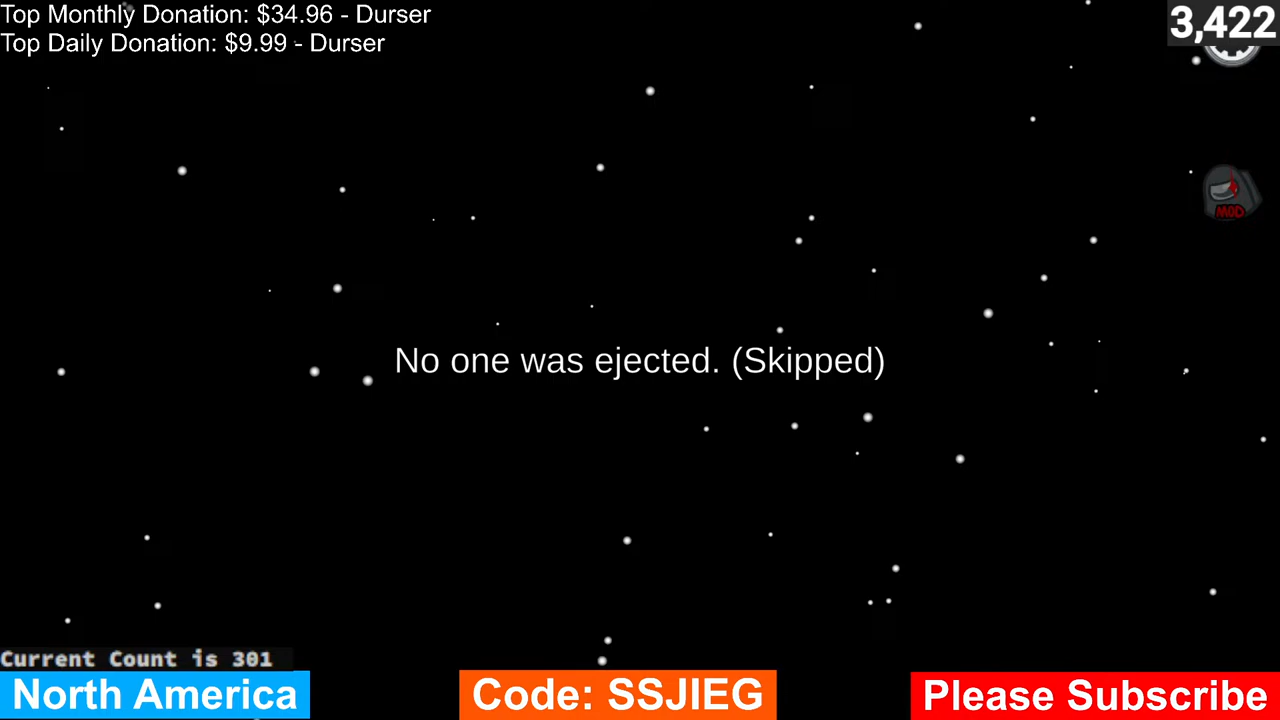 Top Monthly Donation: $34.96 - Durser
Top Daily Donation: $9.99 - Durser
3,422
MOD
No one was ejected. (Skipped)
Current Count is 301
North America
Code: SSJIEG
Please Subscribe